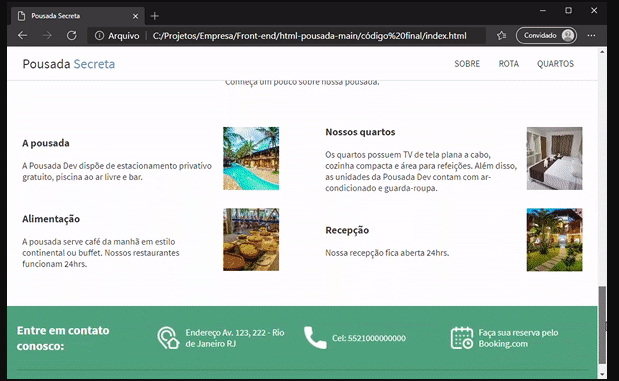 Pousada Secreta
Arquivo | C:/Projetos/Empresa/Front-end/html-pousada-main/código%20final/index.html
Convidado
Pousada Secreta
SOBRE ROTA QUARTOS
Conheça um pouco sobre nossa pousada.
A pousada
A Pousada Dev dispõe de estacionamento privativo
gratuito, piscina ao ar livre e bar.
Nossos quartos
Os quartos possuem TV de tela plana a cabo,
cozinha compacta e área para refeições. Além disso,
as unidades da Pousada Dev contam com ar-
condicionado e guarda-roupa.
Alimentação
A pousada serve café da manhã em estilo
continental ou buffet. Nossos restaurantes
funcionam 24hrs.
Recepção
Nossa recepção fica aberta 24hrs.
Entre em contato
conosco:
Endereço Av. 123, 222 - Rio
de Janeiro RJ
Cel: 5521000000000
Faça sua reserva pelo
Booking.com